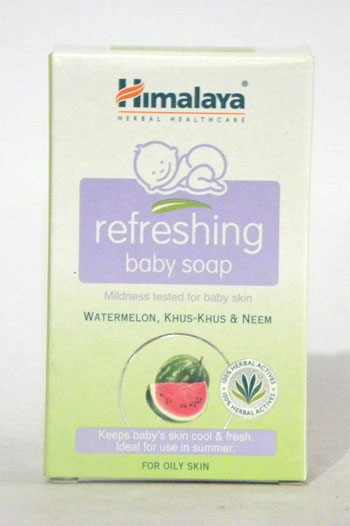 Himalaya®
HERBAL HEALTHCARE
refreshing
baby soap
Mildness tested for baby skin
WATERMELON, KHUS-KHUS & NEEM
100% HERBAL ACTIVES
100% HERBAL ACTIVES
Keeps baby's skin cool & fresh.
Ideal for use in summer.
FOR OILY SKIN